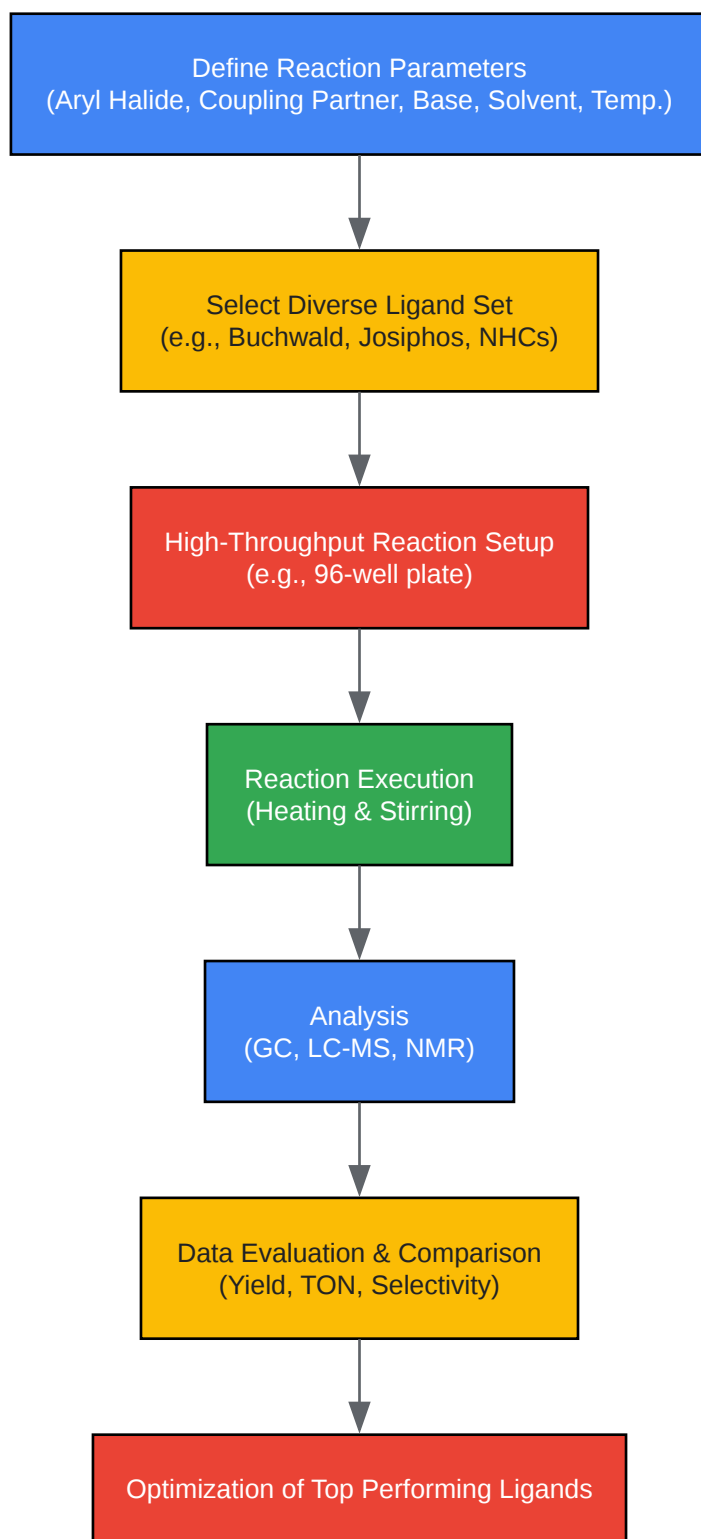 Define Reaction Parameters
(Aryl Halide, Coupling Partner, Base, Solvent, Temp.)
Select Diverse Ligand Set
(e.g., Buchwald, Josiphos, NHCs)
High-Throughput Reaction Setup
(e.g., 96-well plate)
Reaction Execution
(Heating & Stirring)
Analysis
(GC, LC-MS, NMR)
Data Evaluation & Comparison
(Yield, TON, Selectivity)
Optimization of Top Performing Ligands